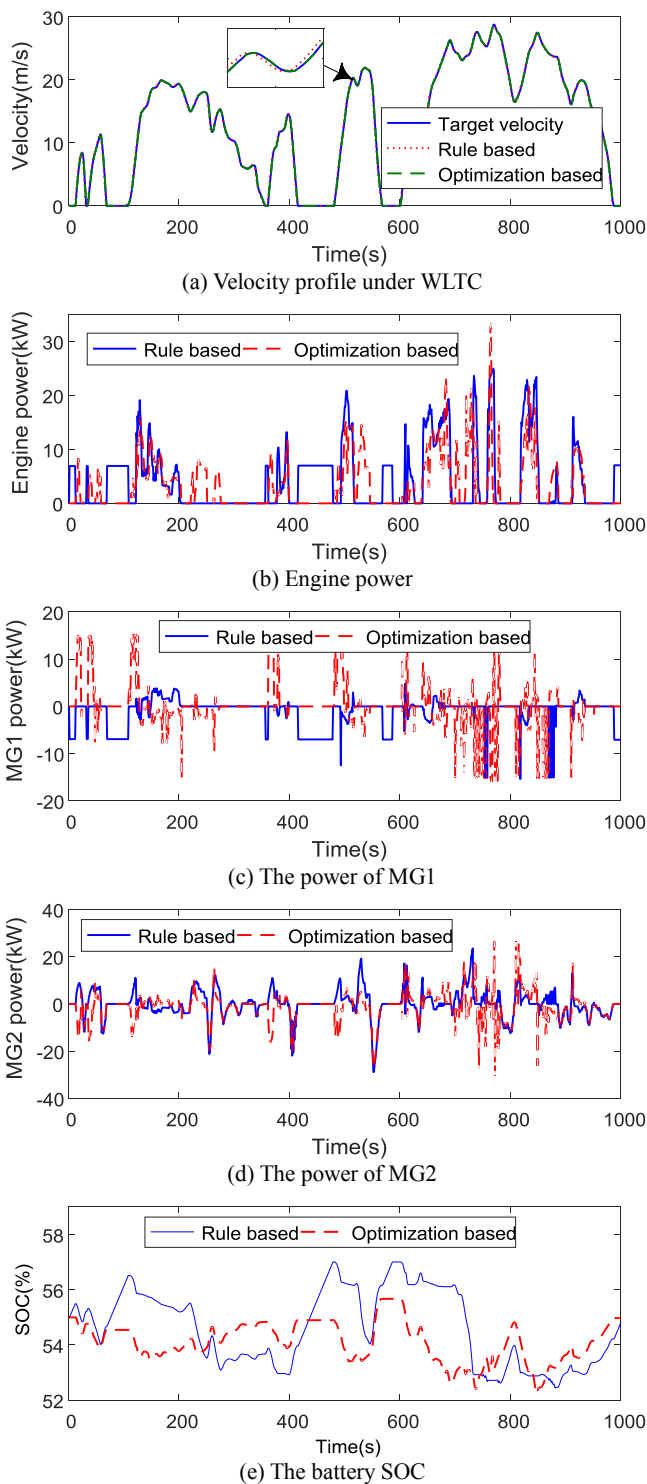 30
20
10
0
Velocity(m/s)
Target velocity
Rule based
Optimization based
0 200 400 600 800 1000
Time(s)
(a) Velocity profile under WLTC
30
20
10
0
Engine power(kW)
Rule based Optimization based
0 200 400 600 800 1000
Time(s)
(b) Engine power
20
10
0
-10
-20
MG1 power(kW)
Rule based Optimization based
0 200 400 600 800 1000
Time(s)
(c) The power of MG1
40
20
0
-20
-40
MG2 power(kW)
Rule based Optimization based
0 200 400 600 800 1000
Time(s)
(d) The power of MG2
58
56
54
52
SOC(%)
Rule based Optimization based
0 200 400 600 800 1000
Time(s)
(e) The battery SOC